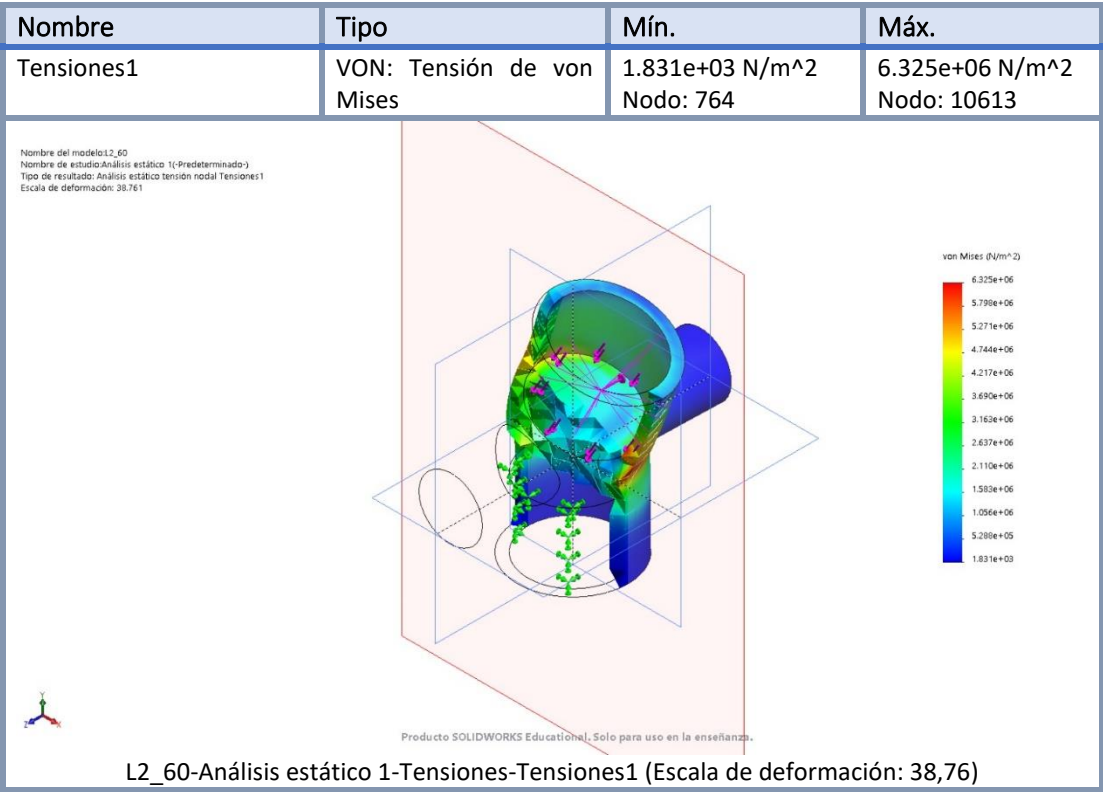 Nombre Tipo Mín. Máx.
Tensiones1 VON: Tensión de von 1.831e+03 N/m^2 6.325e+06 N/m^2
Mises Nodo: 764 Nodo: 10613
Nombre del modelo:L2_60
Nombre de estudio:Análisis estático 1(-Predeterminado-)
Tipo de resultado: Análisis estático tensión nodal Tensiones1
Escala de deformación: 38.761
von Mises (N/m^2)
6.325e+06
5.798e+06
5.271e+06
4.744e+06
4.217e+06
3.690e+06
3.163e+06
2.637e+06
2.110e+06
1.583e+06
1.056e+06
5.288e+05
1.831e+03
Y
Z X
Producto SOLIDWORKS Educational. Solo para uso en la enseñanza.
L2_60-Análisis estático 1-Tensiones-Tensiones1 (Escala de deformación: 38,76)